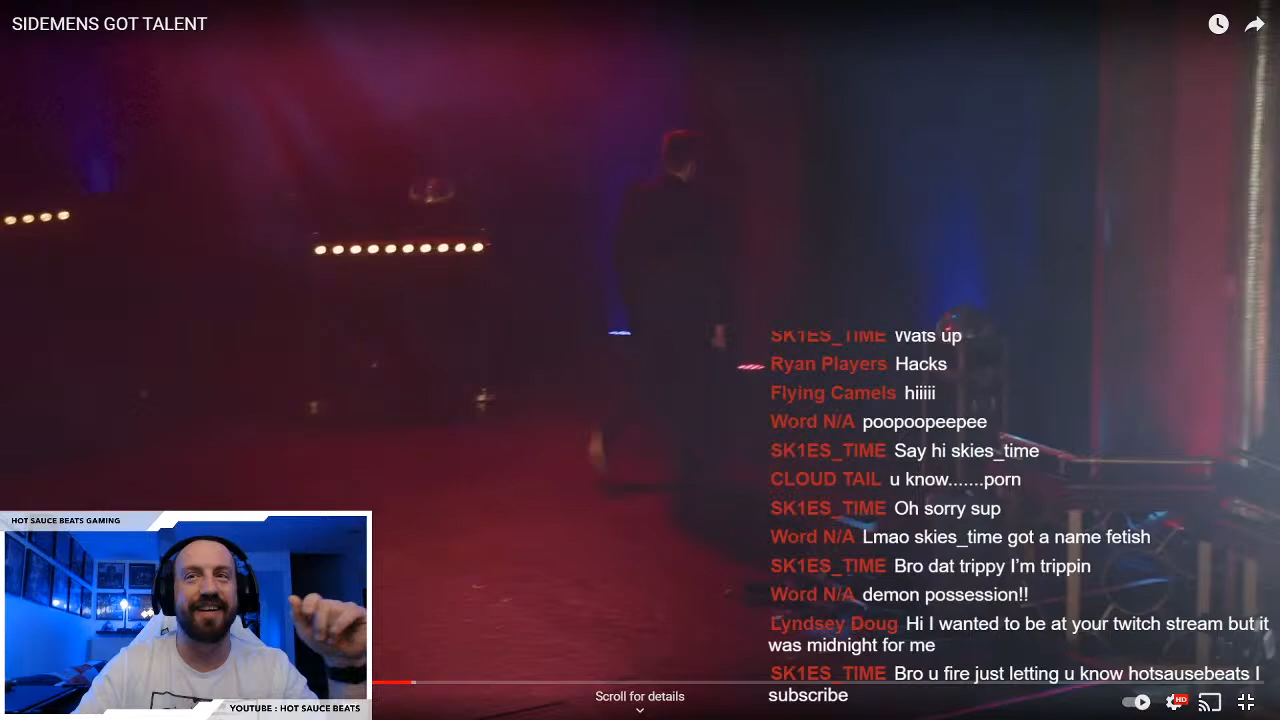 SIDEMENS GOT TALENT
SK1ES_TIME Wats up
Ryan Players Hacks
Flying Camels hiiiii
Word N/A poopoopeepee
SK1ES_TIME Say hi skies_time
CLOUD TAIL u know.......porn
SK1ES_TIME Oh sorry sup
Word N/A Lmao skies_time got a name fetish
SK1ES_TIME Bro dat trippy I’m trippin
Word N/A demon possession!!
Lyndsey Doug Hi I wanted to be at your twitch stream but it
was midnight for me
SK1ES_TIME Bro u fire just letting u know hotsausebeats I
subscribe
HOT SAUCE BEATS GAMING
YOUTUBE : HOT SAUCE BEATS
Scroll for details
HD